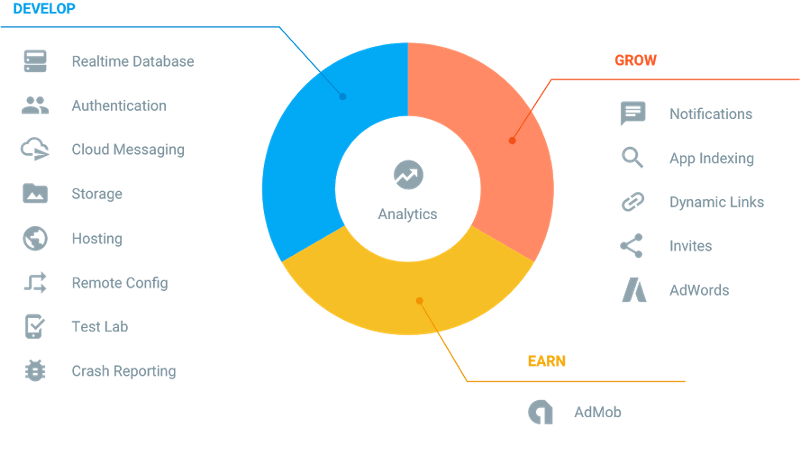 DEVELOP
Realtime Database
Authentication
Cloud Messaging
Storage
Hosting
Remote Config
Test Lab
Crash Reporting
Analytics
GROW
Notifications
App Indexing
Dynamic Links
Invites
AdWords
EARN
AdMob